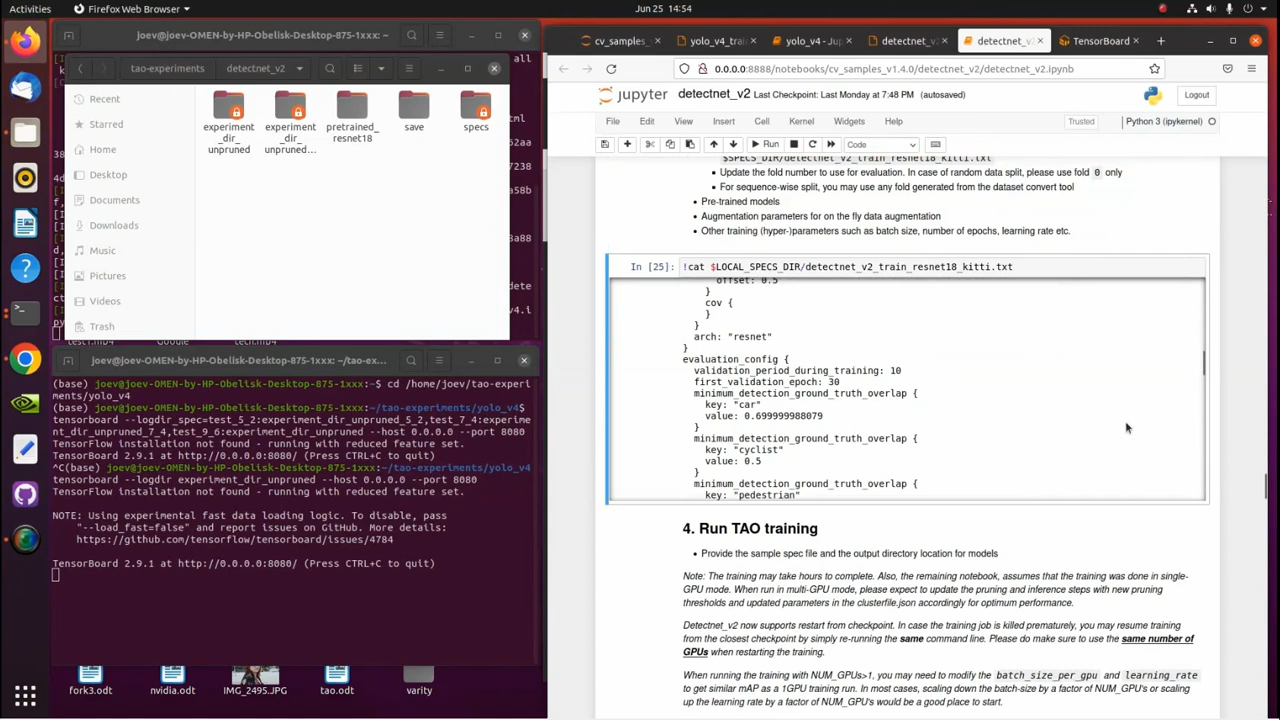 Activities
Firefox Web Browser
Jun 25 14:54
joev@joev-OMEN-by-HP-Obelisk-Desktop-875-1xxx: ~
tao-experiments
detectnet_v2
Recent
Starred
Home
Desktop
Documents
Downloads
Music
Pictures
Videos
Trash
experiment
_dir_
unpruned
experiment
_dir_
unpruned...
pretrained_
resnet18
save
specs
joev@joev-OMEN-by-HP-Obelisk-Desktop-875-1xxx: ~/tao-ex...
(base) joev@joev-OMEN-by-HP-Obelisk-Desktop-875-1xxx:~$ cd /home/joev/tao-experi
ments/yolo_v4
(base) joev@joev-OMEN-by-HP-Obelisk-Desktop-875-1xxx:~/tao-experiments/yolo_v4$
tensorboard --logdir_spec=test_5_2:experiment_dir_unpruned_5_2,test_7_4:experime
nt_dir_unpruned_7_4,test_9_6:experiment_dir_unpruned --host 0.0.0.0 --port 8080
TensorFlow installation not found - running with reduced feature set.
TensorBoard 2.9.1 at http://0.0.0.0:8080/ (Press CTRL+C to quit)
^C(base) joev@joev-OMEN-by-HP-Obelisk-Desktop-875-1xxx:~/tao-experiments/yolo_v4
tensorboard --logdir experiment_dir_unpruned --host 0.0.0.0 --port 8080
TensorFlow installation not found - running with reduced feature set.
NOTE: Using experimental fast data loading logic. To disable, pass
"--load_fast=false" and report issues on GitHub. More details:
https://github.com/tensorflow/tensorboard/issues/4784
TensorBoard 2.9.1 at http://0.0.0.0:8080/ (Press CTRL+C to quit)
fork3.odt
nvidia.odt
IMG_2495.JPG
tao.odt
varity
cv_samples_
yolo_v4_trai
yolo_v4 - Jup
detectnet_v
detectnet_v
TensorBoard
0.0.0.0:8888/notebooks/cv_samples_v1.4.0/detectnet_v2/detectnet_v2.ipynb
jupyter
detectnet_v2
Last Checkpoint: Last Monday at 7:48 PM (autosaved)
Logout
File
Edit
View
Insert
Cell
Kernel
Widgets
Help
Trusted
Python 3 (ipykernel)
Run
Code
$SPECS_DIR/detectnet_v2_train_resnet18_kitti.txt
Update the fold number to use for evaluation. In case of random data split, please use fold 0 only
For sequence-wise split, you may use any fold generated from the dataset convert tool
Pre-trained models
Augmentation parameters for on the fly data augmentation
Other training (hyper-)parameters such as batch size, number of epochs, learning rate etc.
In [25]: !cat $LOCAL_SPECS_DIR/detectnet_v2_train_resnet18_kitti.txt
offset: 0.5
}
cov {
}
}
arch: "resnet"
}
evaluation_config {
validation_period_during_training: 10
first_validation_epoch: 30
minimum_detection_ground_truth_overlap {
key: "car"
value: 0.699999988079
}
minimum_detection_ground_truth_overlap {
key: "cyclist"
value: 0.5
}
minimum_detection_ground_truth_overlap {
key: "pedestrian"
4. Run TAO training
Provide the sample spec file and the output directory location for models
Note: The training may take hours to complete. Also, the remaining notebook, assumes that the training was done in single-
GPU mode. When run in multi-GPU mode, please expect to update the pruning and inference steps with new pruning
thresholds and updated parameters in the clusterfile.json accordingly for optimum performance.
Detectnet_v2 now supports restart from checkpoint. In case the training job is killed prematurely, you may resume training
from the closest checkpoint by simply re-running the same command line. Please do make sure to use the same number of
GPUs when restarting the training.
When running the training with NUM_GPUs>1, you may need to modify the batch_size_per_gpu and learning_rate
to get similar mAP as a 1GPU training run. In most cases, scaling down the batch-size by a factor of NUM_GPU's or scaling
up the learning rate by a factor of NUM_GPU's would be a good place to start.